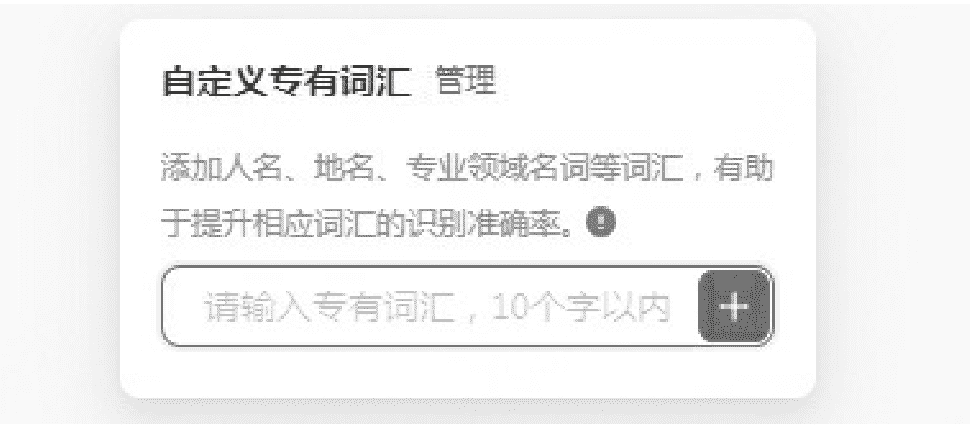 自定义专有词汇 管理
添加人名、地名、专业领域名词等词汇，有助
于提升相应词汇的识别准确率。
请输入专有词汇，10个字以内